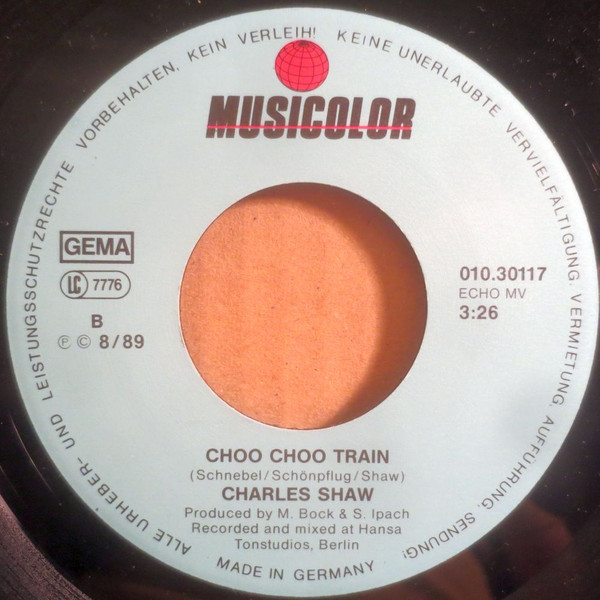 ALLE URHEBER- UND LEISTUNGSSCHUTZRECHTE VORBEHALTEN. KEIN VERLEIH! KEINE UNERLAUBTE VERVIELFÄLTIGUNG. VERMIETUNG. AUFFÜHRUNG. SENDUNG!
MUSICOLOR
GEMA
LC 7776
B
℗ © 8/89
010.30117
ECHO MV
3:26
CHOO CHOO TRAIN
(Schnebel/Schönpflug/Shaw)
CHARLES SHAW
Produced by M. Bock & S. Ipach
Recorded and mixed at Hansa
Tonstudios, Berlin
MADE IN GERMANY